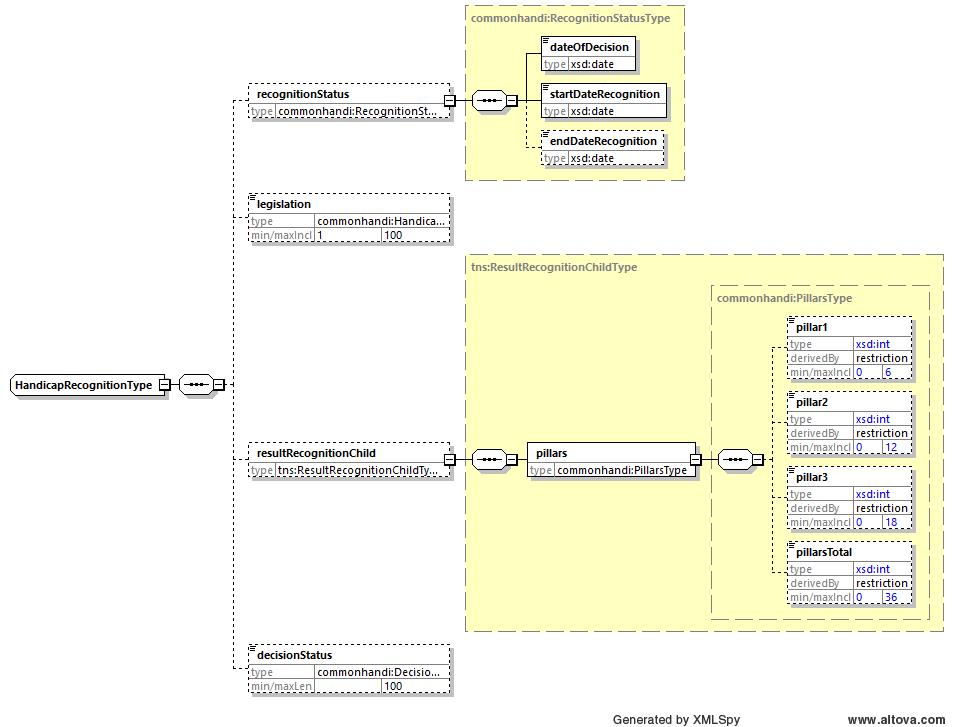 commonhandi:RecognitionStatusType
dateOfDecision
type xsd:date
recognitionStatus
type commonhandi:RecognitionSt...
startDateRecognition
type xsd:date
endDateRecognition
type xsd:date
legislation
type commonhandi:Handica...
min/maxIncl 1 100
tns:ResultRecognitionChildType
commonhandi:PillarsType
pillar1
type xsd:int
derivedBy restriction
min/maxIncl 0 6
HandicapRecognitionType
pillar2
type xsd:int
derivedBy restriction
min/maxIncl 0 12
resultRecognitionChild
type tns:ResultRecognitionChildTy...
pillars
type commonhandi:PillarsType
pillar3
type xsd:int
derivedBy restriction
min/maxIncl 0 18
pillarsTotal
type xsd:int
derivedBy restriction
min/maxIncl 0 36
decisionStatus
type commonhandi:Decisio...
min/maxLen 100
Generated by XMLSpy www.altova.com